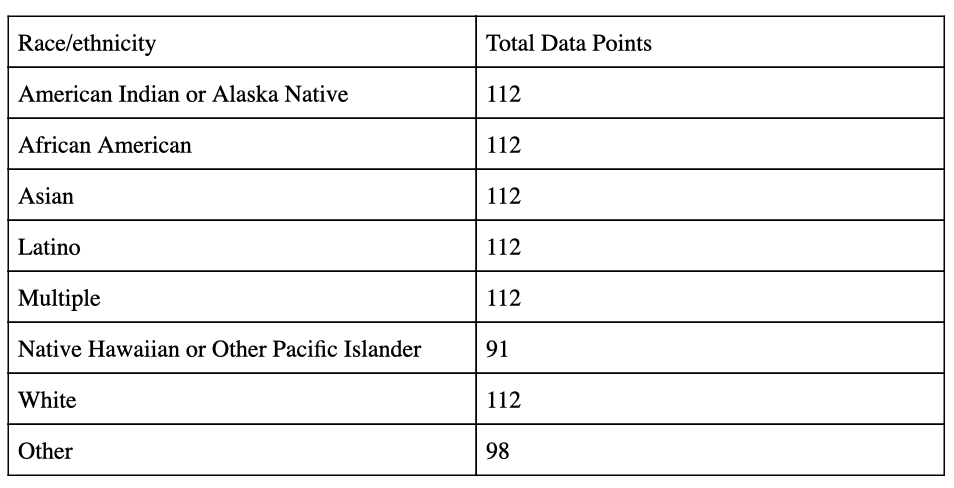 Race/ethnicity Total Data Points
American Indian or Alaska Native 112
African American 112
Asian 112
Latino 112
Multiple 112
Native Hawaiian or Other Pacific Islander 91
White 112
Other 98